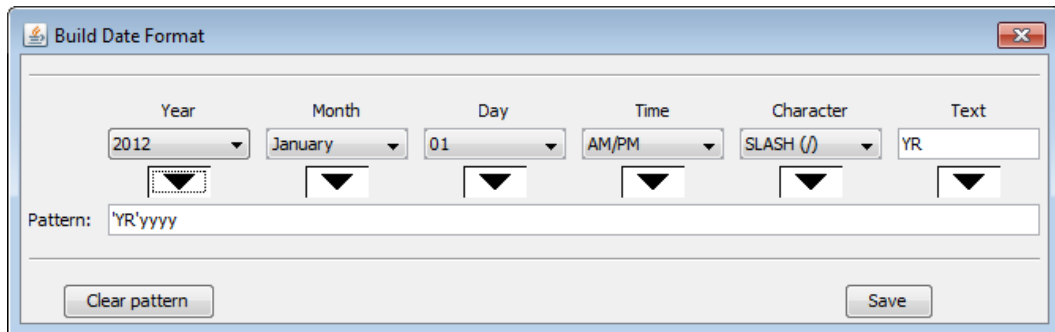 Build Date Format
Year Month Day Time Character Text
2012 January 01 AM/PM SLASH (/) YR
Pattern: 'YR'yyyy
Clear pattern Save